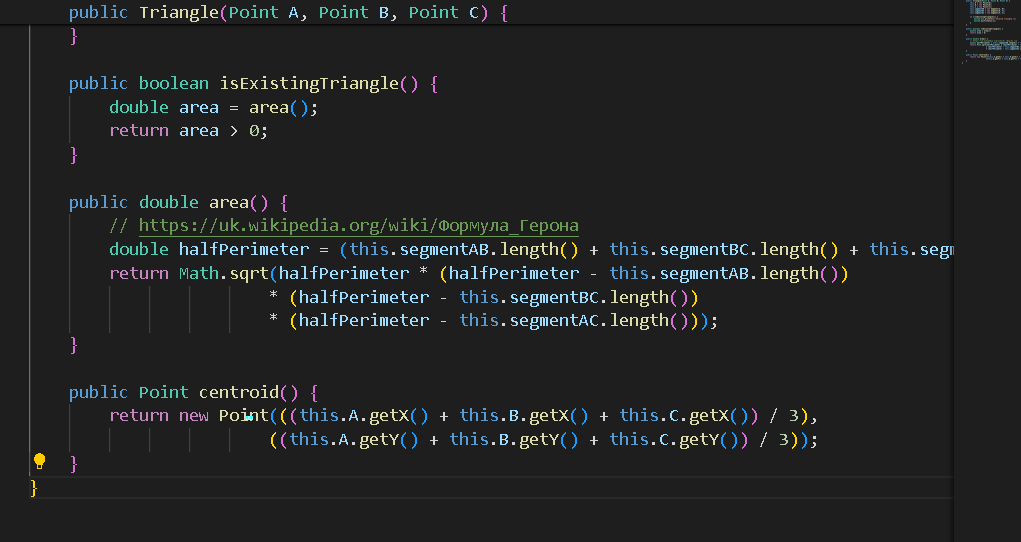 public Triangle(Point A, Point B, Point C) {
}
public boolean isExistingTriangle() {
double area = area();
return area > 0;
}
public double area() {
// https://uk.wikipedia.org/wiki/Формула_Герона
double halfPerimeter = (this.segmentAB.length() + this.segmentBC.length() + this.segm
return Math.sqrt(halfPerimeter * (halfPerimeter - this.segmentAB.length())
* (halfPerimeter - this.segmentBC.length())
* (halfPerimeter - this.segmentAC.length()));
}
public Point centroid() {
return new Point(((this.A.getX() + this.B.getX() + this.C.getX()) / 3),
((this.A.getY() + this.B.getY() + this.C.getY()) / 3));
}
}